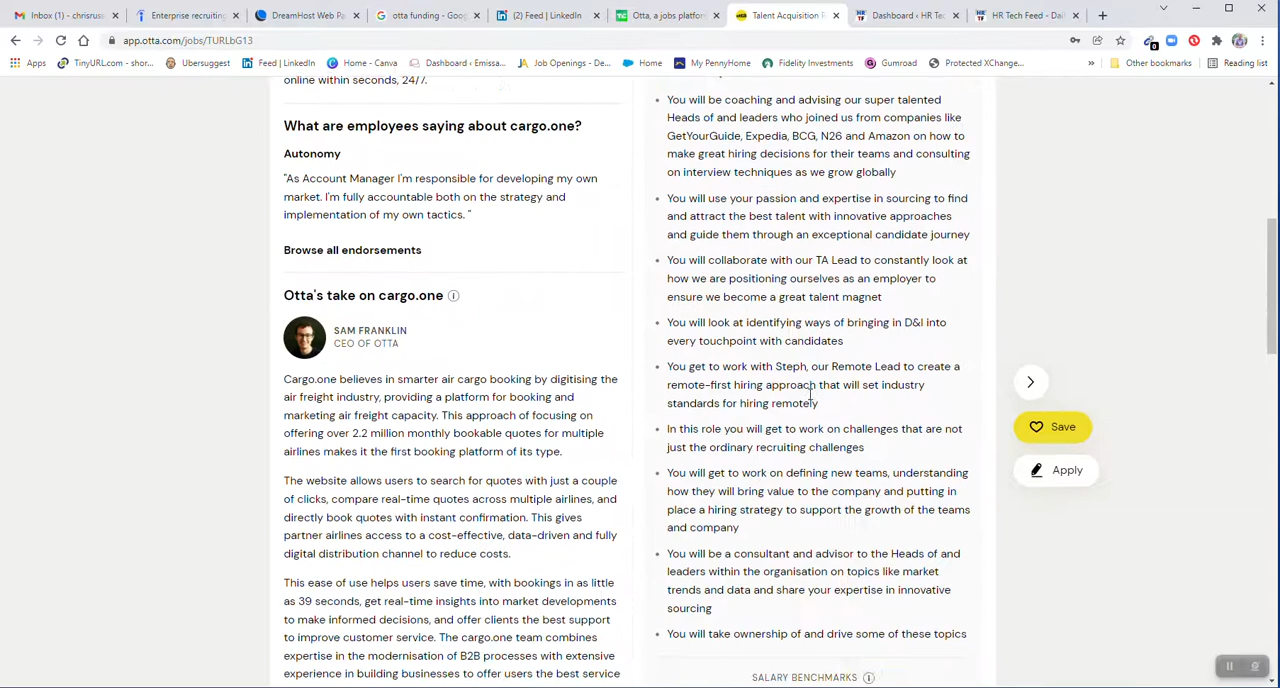 Inbox (1) - chrisruss
Enterprise recruiting
DreamHost Web Pa
otta funding - Goog
(2) Feed | LinkedIn
Otta, a jobs platfor
Talent Acquisition P
Dashboard ‹ HR Tec
HR Tech Feed - Dail
app.otta.com/jobs/TURLbG13
0
Apps
TinyURL.com - shor...
Ubersuggest
Feed | LinkedIn
Home - Canva
Dashboard ‹ Emissa...
Job Openings - De...
Home
My PennyHome
Fidelity Investments
Gumroad
Protected XChange...
»
Other bookmarks
Reading list
online within seconds, 24/7.
What are employees saying about cargo.one?
Autonomy
"As Account Manager I'm responsible for developing my own
market. I'm fully accountable both on the strategy and
implementation of my own tactics. "
Browse all endorsements
Otta's take on cargo.one
SAM FRANKLIN
CEO OF OTTA
Cargo.one believes in smarter air cargo booking by digitising the
air freight industry, providing a platform for booking and
marketing air freight capacity. This approach of focusing on
offering over 2.2 million monthly bookable quotes for multiple
airlines makes it the first booking platform of its type.
The website allows users to search for quotes with just a couple
of clicks, compare real-time quotes across multiple airlines, and
directly book quotes with instant confirmation. This gives
partner airlines access to a cost-effective, data-driven and fully
digital distribution channel to reduce costs.
This ease of use helps users save time, with bookings in as little
as 39 seconds, get real-time insights into market developments
to make informed decisions, and offer clients the best support
to improve customer service. The cargo.one team combines
expertise in the modernisation of B2B processes with extensive
experience in building businesses to offer users the best service
• You will be coaching and advising our super talented
Heads of and leaders who joined us from companies like
GetYourGuide, Expedia, BCG, N26 and Amazon on how to
make great hiring decisions for their teams and consulting
on interview techniques as we grow globally
• You will use your passion and expertise in sourcing to find
and attract the best talent with innovative approaches
and guide them through an exceptional candidate journey
• You will collaborate with our TA Lead to constantly look at
how we are positioning ourselves as an employer to
ensure we become a great talent magnet
• You will look at identifying ways of bringing in D&I into
every touchpoint with candidates
• You get to work with Steph, our Remote Lead to create a
remote-first hiring approach that will set industry
standards for hiring remotely
• In this role you will get to work on challenges that are not
just the ordinary recruiting challenges
• You will get to work on defining new teams, understanding
how they will bring value to the company and putting in
place a hiring strategy to support the growth of the teams
and company
• You will be a consultant and advisor to the Heads of and
leaders within the organisation on topics like market
trends and data and share your expertise in innovative
sourcing
• You will take ownership of and drive some of these topics
SALARY BENCHMARKS
Save
Apply